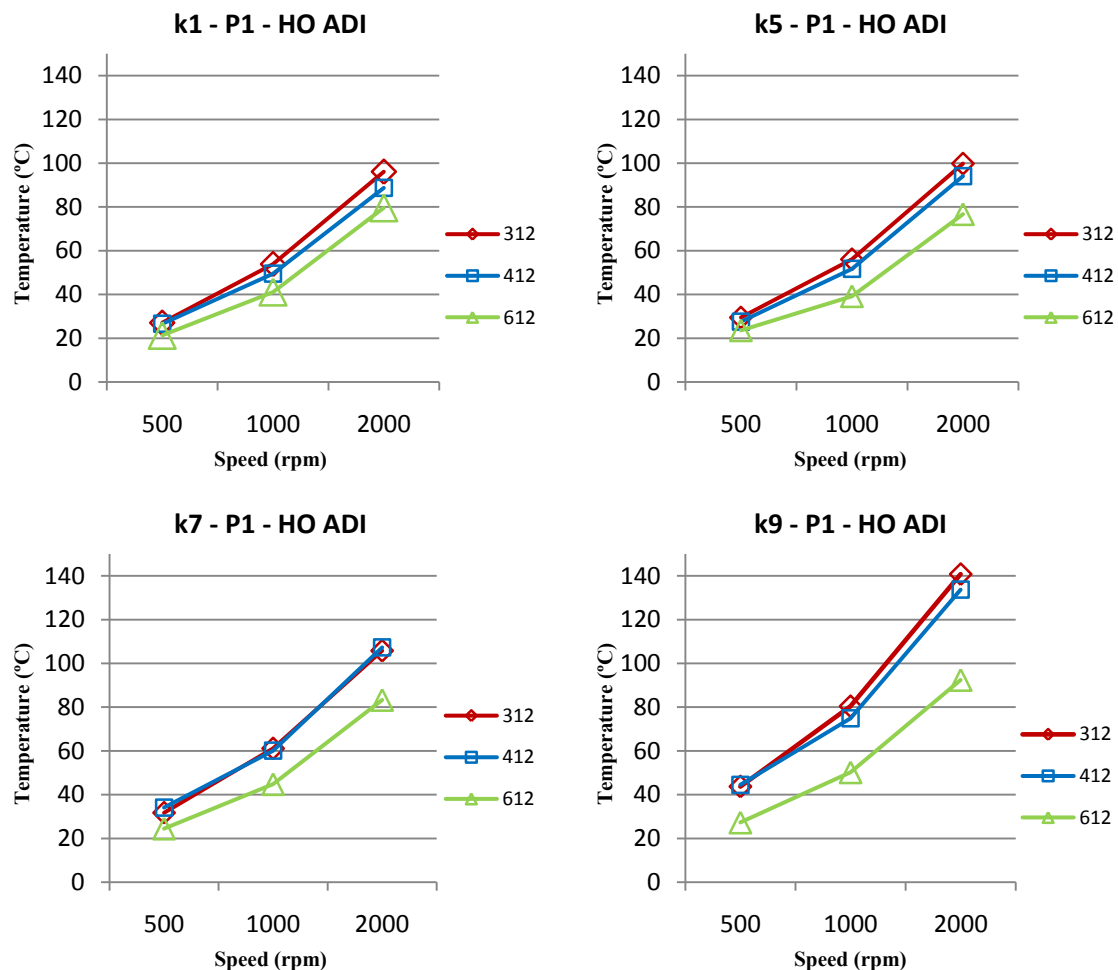 k1 - P1 - HO ADI
140
120
100
80
60
40
20
0
Temperature (ºC)
500 1000 2000
Speed (rpm)
312
412
612
k5 - P1 - HO ADI
140
120
100
80
60
40
20
0
Temperature (ºC)
500 1000 2000
Speed (rpm)
312
412
612
k7 - P1 - HO ADI
140
120
100
80
60
40
20
0
Temperature (ºC)
500 1000 2000
Speed (rpm)
312
412
612
k9 - P1 - HO ADI
140
120
100
80
60
40
20
0
Temperature (ºC)
500 1000 2000
Speed (rpm)
312
412
612